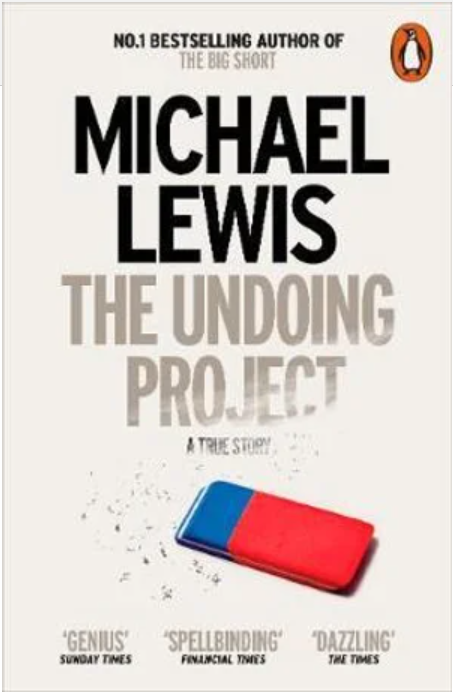 NO.1 BESTSELLING AUTHOR OF
THE BIG SHORT
MICHAEL
LEWIS
THE UNDOING
PROJECT
A TRUE STORY
'GENIUS' 'SPELLBINDING' 'DAZZLING'
SUNDAY TIMES FINANCIAL TIMES THE TIMES